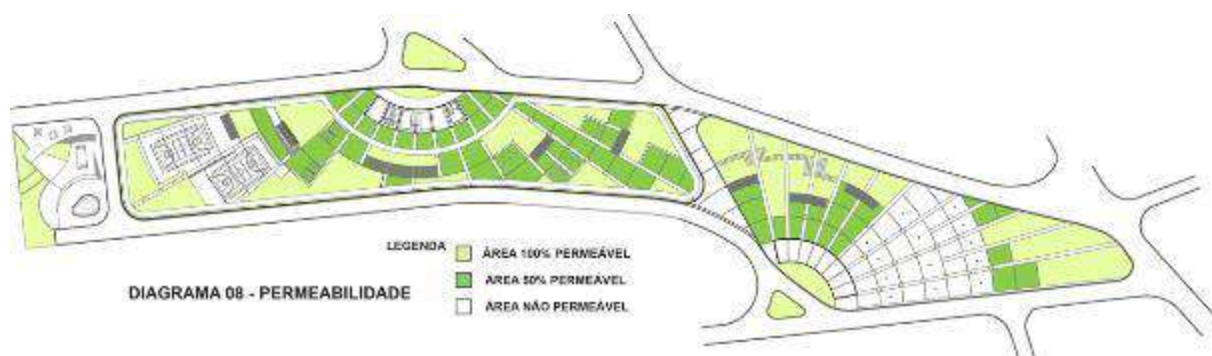 LEGENDA
ÁREA 100% PERMEÁVEL
ÁREA 50% PERMEÁVEL
ÁREA NÃO PERMEÁVEL
DIAGRAMA 08 - PERMEABILIDADE